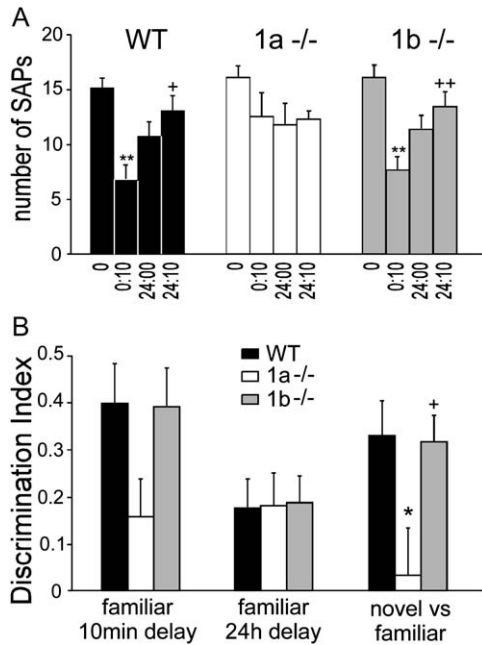 A
WT
1a -/-
1b -/-
number of SAPs
20
15
10
5
0
**
+
**
++
0
0:10
24:00
24:10
0
0:10
24:00
24:10
0
0:10
24:00
24:10
B
Discrimination Index
0.5
0.4
0.3
0.2
0.1
0
WT
1a-/-
1b-/-
*
+
familiar
10min delay
familiar
24h delay
novel vs
familiar